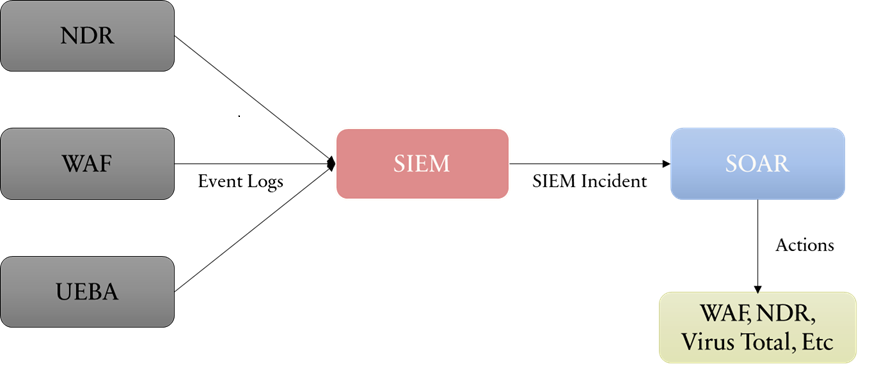 NDR
WAF
Event Logs
SIEM
SIEM Incident
SOAR
UEBA
Actions
WAF, NDR,
Virus Total, Etc